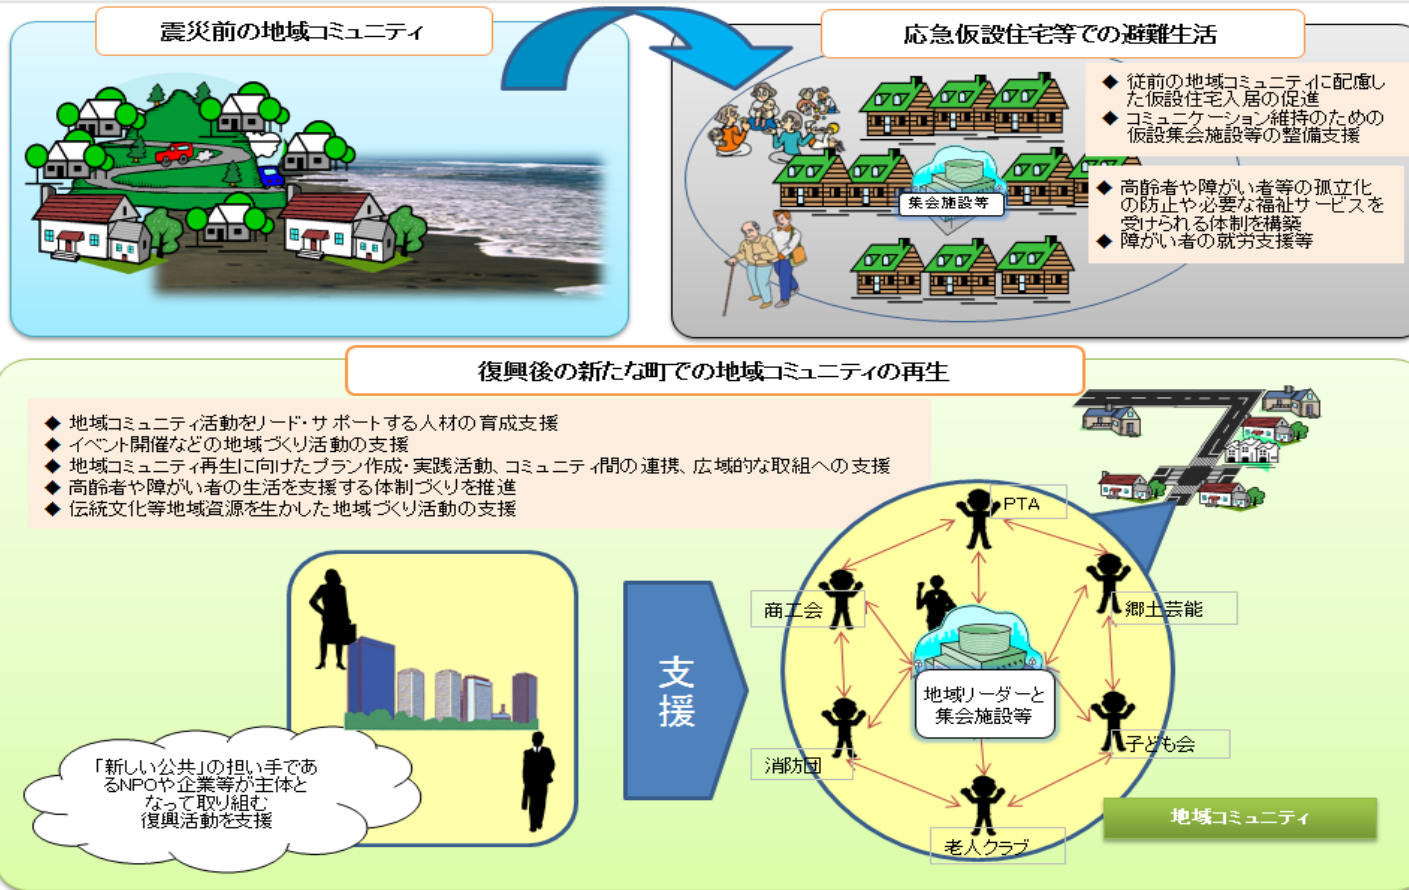 震災前の地域コミュニティ
応急仮設住宅等での避難生活
◆ 従前の地域コミュニティに配慮し
た仮設住宅入居の促進
◆ コミュニケーション維持のための
仮設集会施設等の整備支援
◆ 高齢者や障がい者等の孤立化
の防止や必要な福祉サービスを
受けられる体制を構築
◆ 障がい者の就労支援等
集会施設等
復興後の新たな町での地域コミュニティの再生
◆ 地域コミュニティ活動をリード・サポートする人材の育成支援
◆ イベント開催などの地域づくり活動の支援
◆ 地域コミュニティ再生に向けたプラン作成・実践活動、コミュニティ間の連携、広域的な取組への支援
◆ 高齢者や障がい者の生活を支援する体制づくりを推進
◆ 伝統文化等地域資源を生かした地域づくり活動の支援
「新しい公共」の担い手であ
るNPOや企業等が主体と
なって取り組む
復興活動を支援
支
援
PTA
商工会
郷土芸能
地域リーダーと
集会施設等
消防団
子ども会
老人クラブ
地域コミュニティ